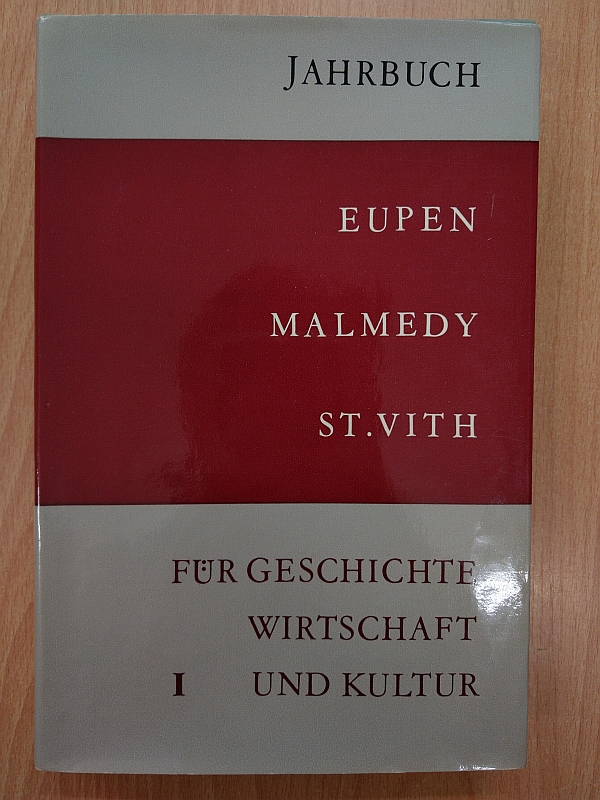 JAHRBUCH
EUPEN
MALMEDY
ST.VITH
FÜR GESCHICHTE
WIRTSCHAFT
I UND KULTUR